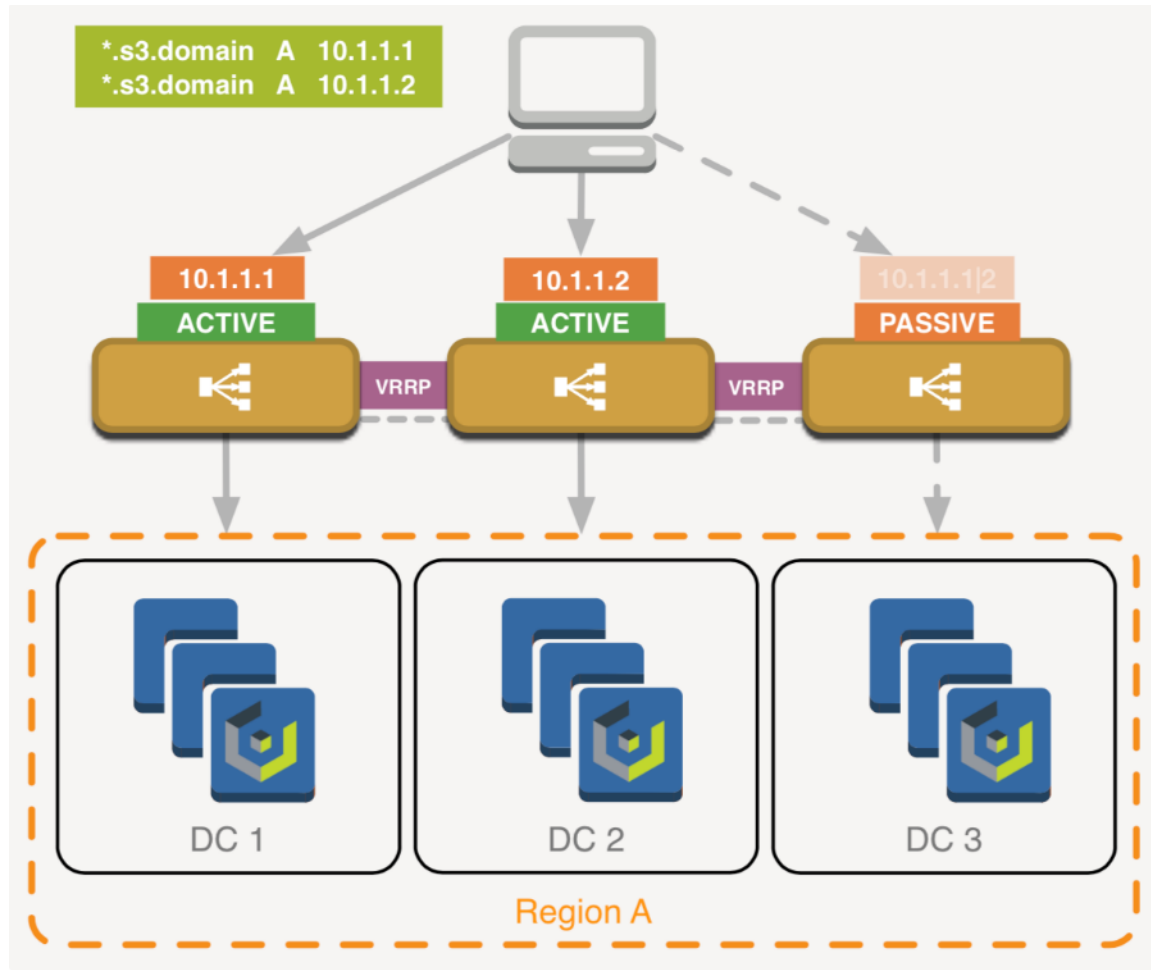 *.s3.domain A 10.1.1.1
*.s3.domain A 10.1.1.2
10.1.1.1
10.1.1.2
10.1.1.1|2
ACTIVE
ACTIVE
PASSIVE
VRRP
VRRP
DC 1
DC 2
DC 3
Region A